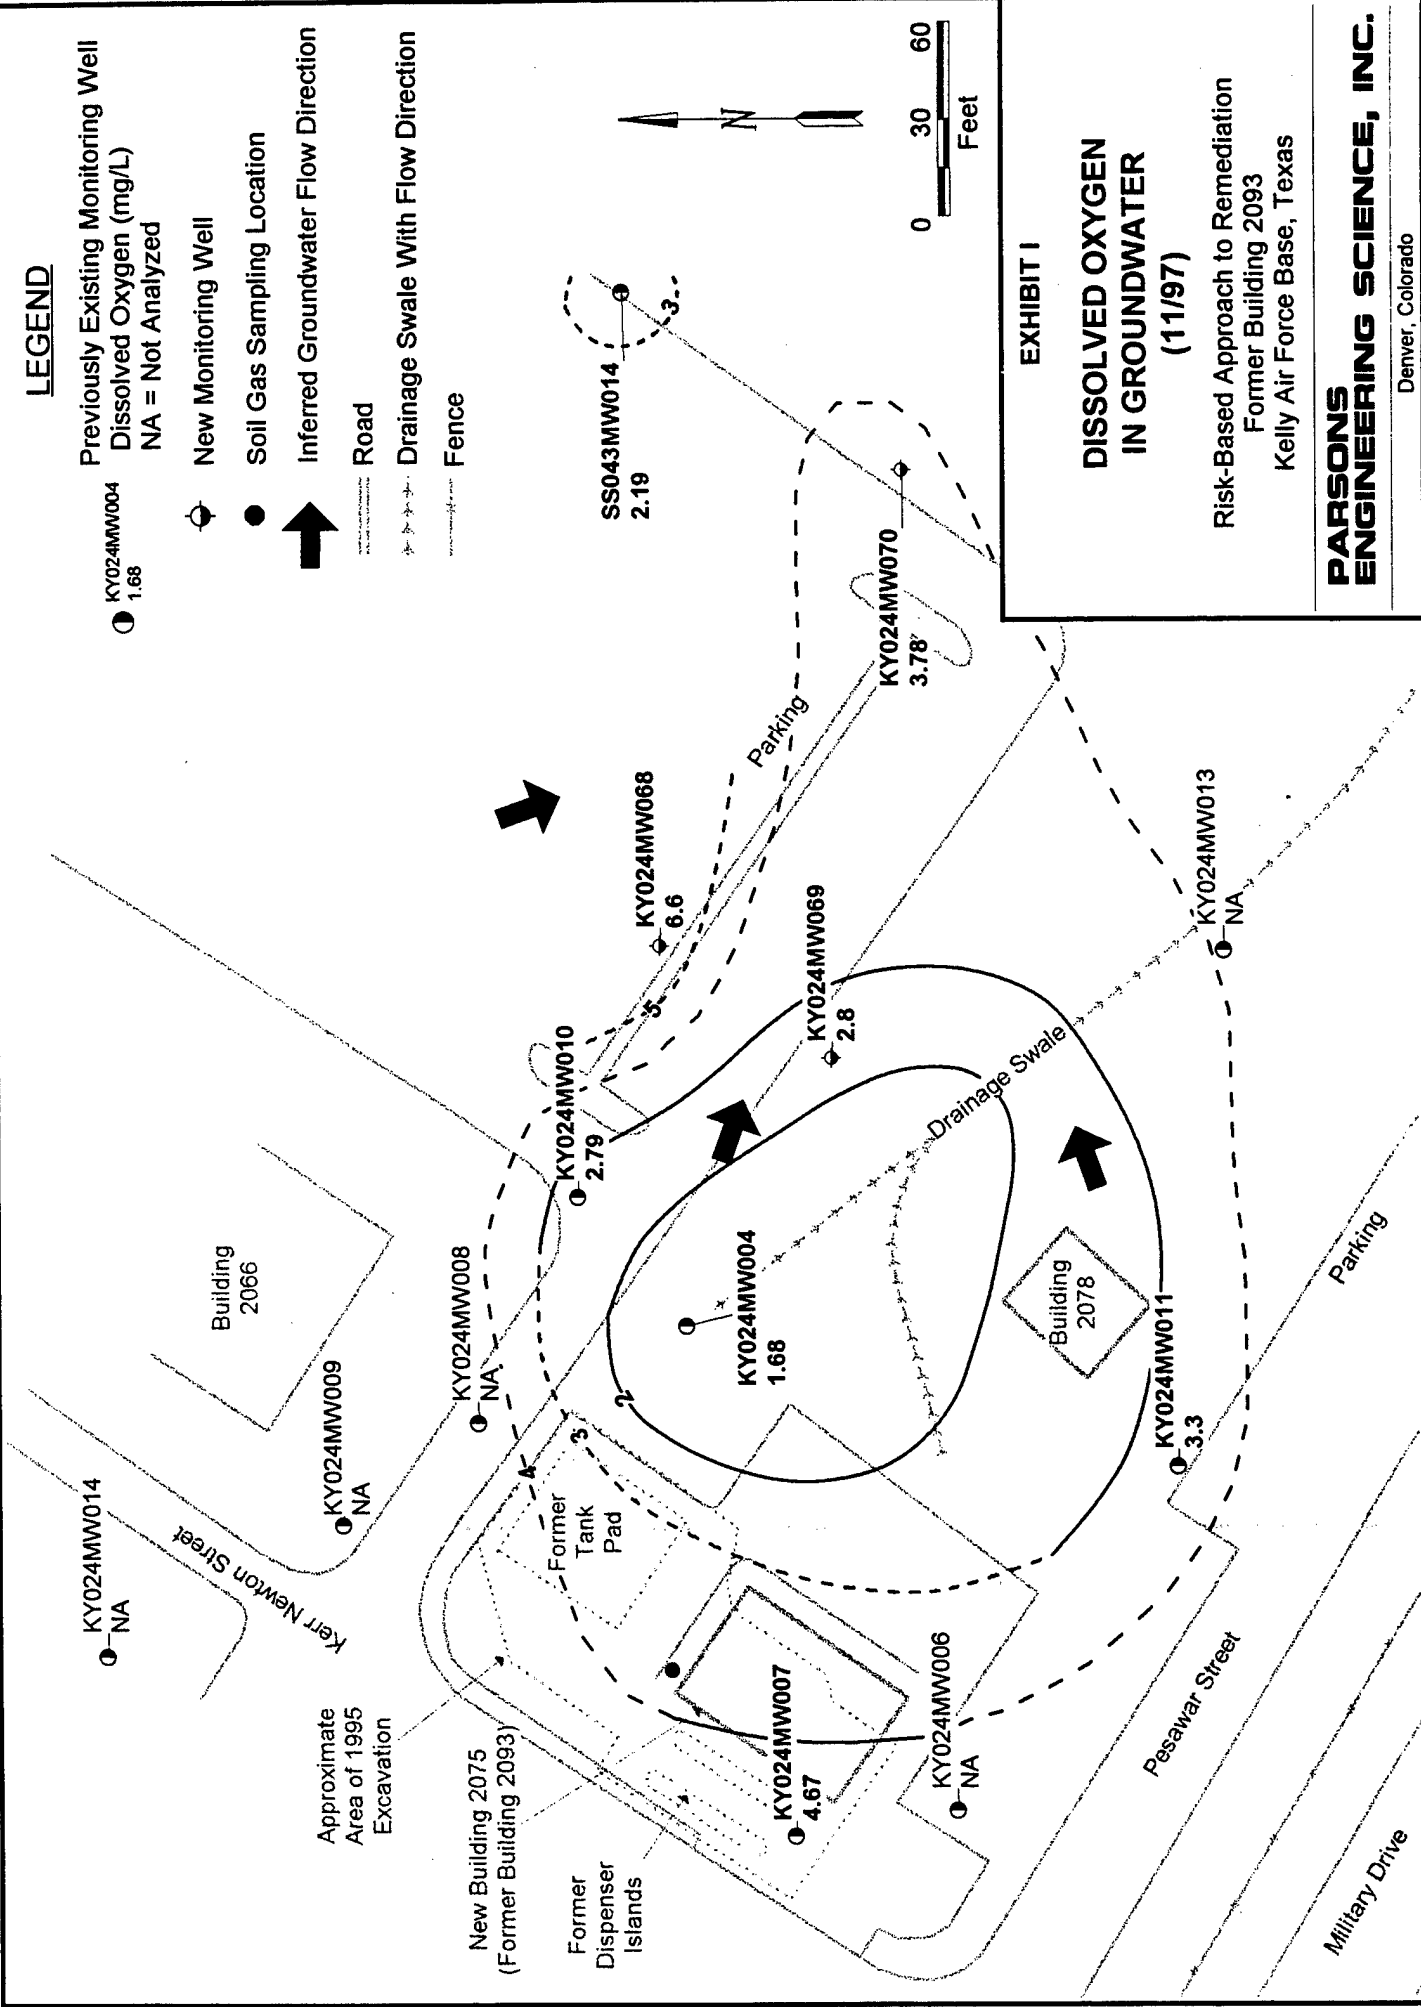 LEGEND
KY024MW004
1.68
Previously Existing Monitoring Well
Dissolved Oxygen (mg/L)
NA = Not Analyzed
New Monitoring Well
Soil Gas Sampling Location
Inferred Groundwater Flow Direction
Road
Drainage Swale With Flow Direction
Fence
N
0 30 60
Feet
KY024MW014
NA
Kerr Newton Street
KY024MW009
NA
Building
2066
KY024MW008
NA
Approximate
Area of 1995
Excavation
New Building 2075
(Former Building 2093)
Former
Dispenser
Islands
Former
Tank
Pad
4
3
2
KY024MW010
2.79
5
KY024MW068
6.6
Parking
SS043MW014
2.19
3
KY024MW004
1.68
KY024MW069
2.8
KY024MW070
3.78
KY024MW007
4.67
KY024MW006
NA
Drainage Swale
Building
2078
KY024MW011
3.3
KY024MW013
NA
Pesawar Street
Parking
Military Drive
EXHIBIT I
DISSOLVED OXYGEN
IN GROUNDWATER
(11/97)
Risk-Based Approach to Remediation
Former Building 2093
Kelly Air Force Base, Texas
PARSONS
ENGINEERING SCIENCE, INC.
Denver, Colorado